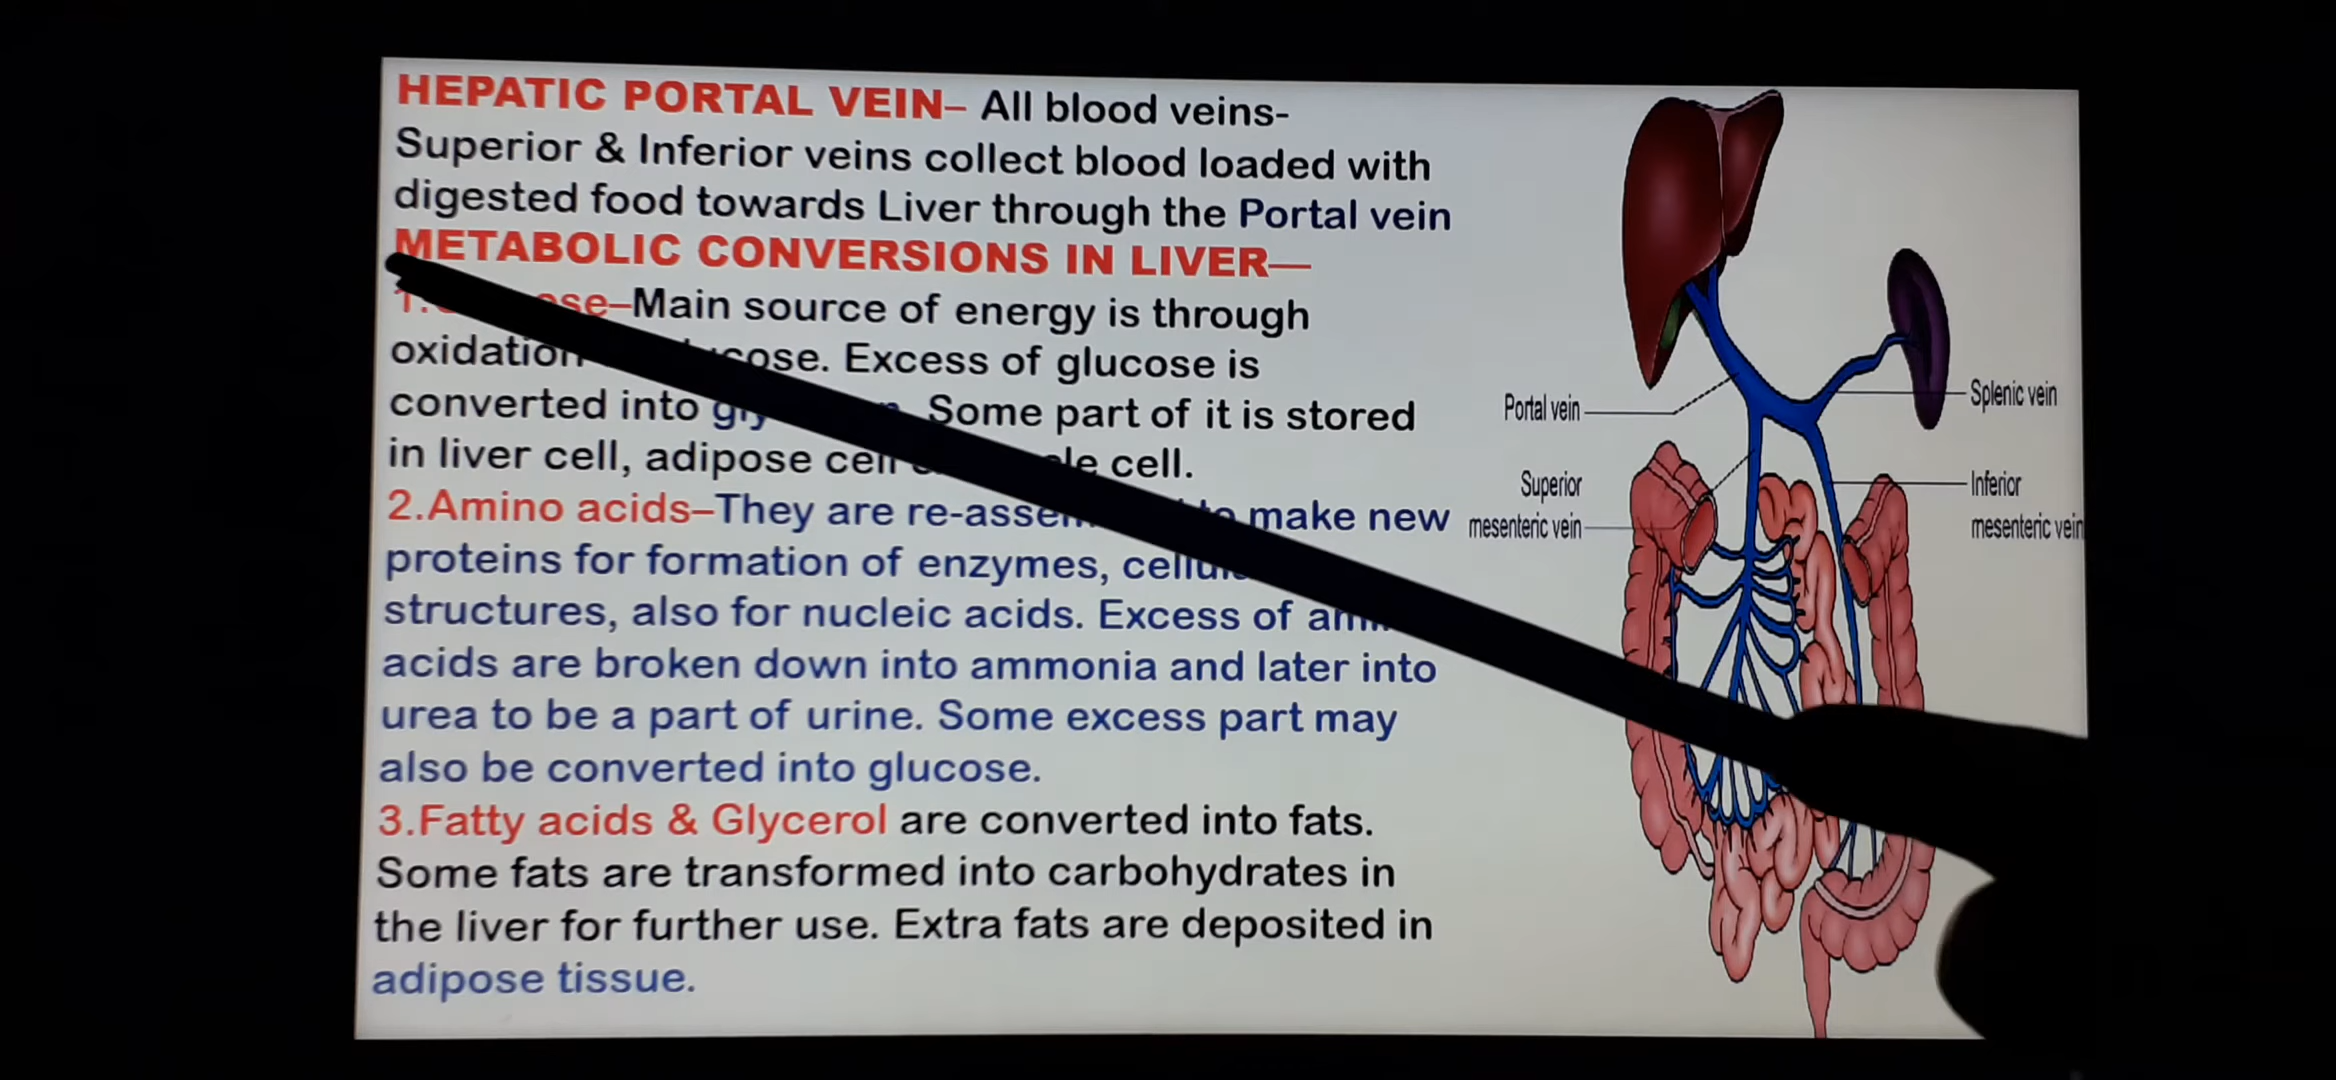 HEPATIC PORTAL VEIN– All blood veins-
Superior & Inferior veins collect blood loaded with
digested food towards Liver through the Portal vein
METABOLIC CONVERSIONS IN LIVER—
–Main source of energy is through
Excess of glucose is
converted into Some part of it is stored
in liver cell, adipose cell cell.
2.Amino acids–They are make new
proteins for formation of enzymes,
structures, also for nucleic acids. Excess of
acids are broken down into ammonia and later into
urea to be a part of urine. Some excess part may
also be converted into glucose.
3.Fatty acids & Glycerol are converted into fats.
Some fats are transformed into carbohydrates in
the liver for further use. Extra fats are deposited in
adipose tissue.
Portal vein
Splenic vein
Superior
mesenteric vein
Inferior
mesenteric vein